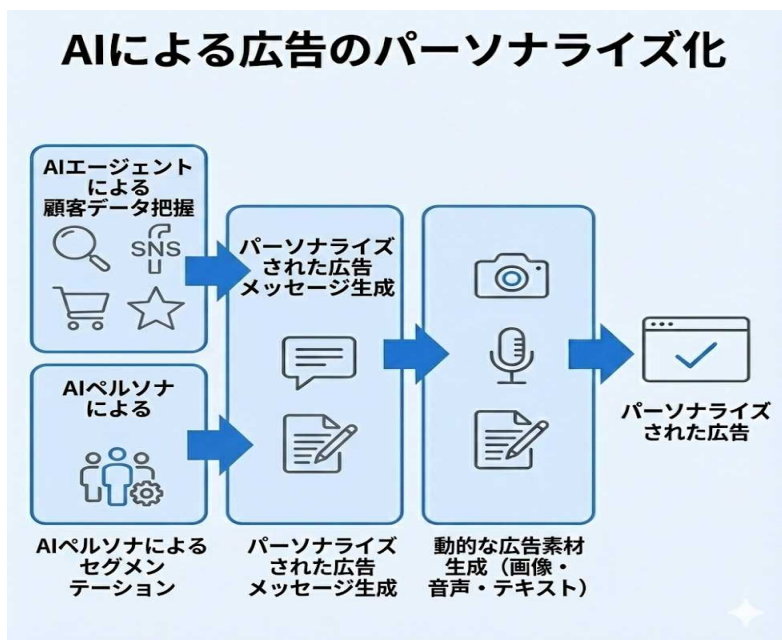 AIによる広告のパーソナライズ化
AIエージェント
による
顧客データ把握
SNS
AIペルソナ
による
AIペルソナによる
セグメン
テーション
パーソナライズ
された広告
メッセージ生成
パーソナライズ
された広告
メッセージ生成
動的な広告素材
生成（画像・
音声・テキスト）
パーソナライズ
された広告